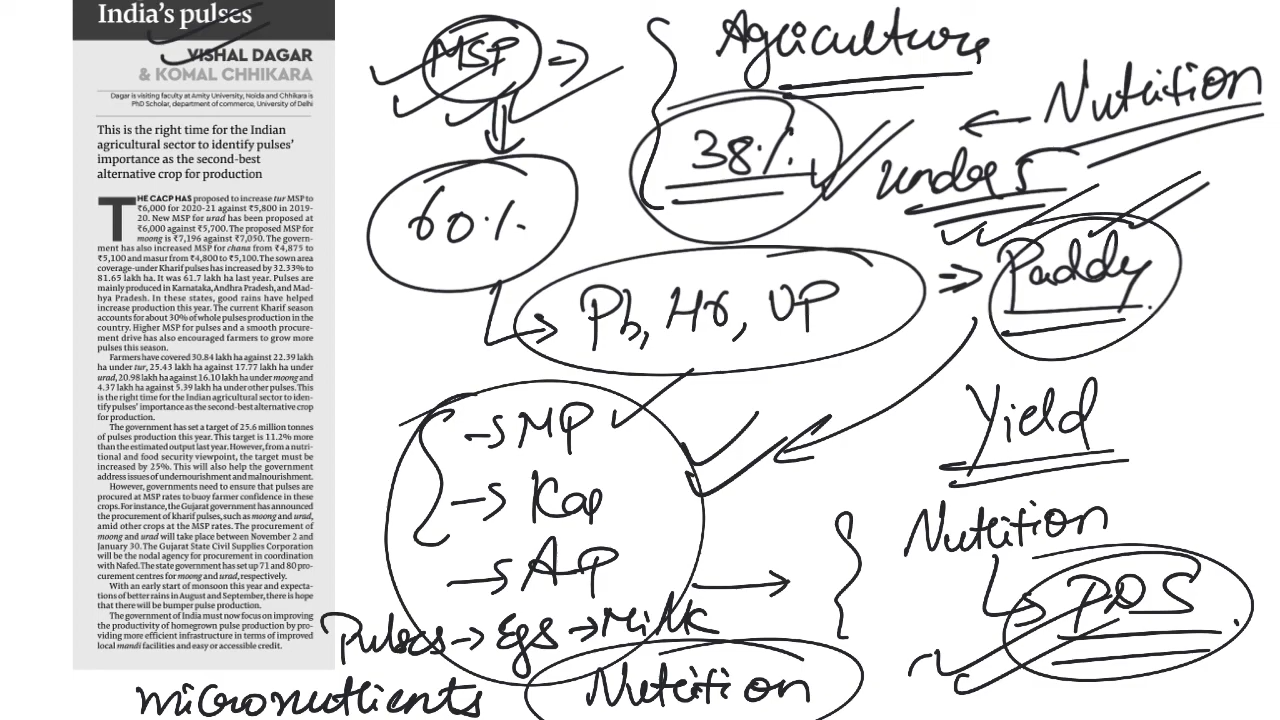 India's pulses
VISHAL DAGAR
& KOMAL CHHIKARA
Dagar is visiting faculty at Amity University, Noida and Chhikara is
PhD Scholar, department of commerce, University of Delhi
This is the right time for the Indian
agricultural sector to identify pulses'
importance as the second-best
alternative crop for production
THE CACP HAS proposed to increase tur MSP to
₹6,000 for 2020-21 against ₹5,800 in 2019-
20. New MSP for urad has been proposed at
₹6,000 against ₹5,700. The proposed MSP for
moong is ₹7,196 against ₹7,050. The govern-
ment has also increased MSP for chana from ₹4,875 to
₹5,100 and masur from ₹4,800 to ₹5,100. The sown area
coverage-under Kharif pulses has increased by 32.33% to
81.65 lakh ha. It was 61.7 lakh ha last year. Pulses are
mainly produced in Karnataka, Andhra Pradesh, and Mad-
hya Pradesh. In these states, good rains have helped
increase production this year. The current Kharif season
accounts for about 30% of whole pulses production in the
country. Higher MSP for pulses and a smooth procure-
ment drive has also encouraged farmers to grow more
pulses this season.
Farmers have covered 30.84 lakh ha against 22.39 lakh
ha under tur, 25.43 lakh ha against 17.77 lakh ha under
urad, 20.98 lakh ha against 16.10 lakh ha under moong and
4.37 lakh ha against 5.39 lakh ha under other pulses. This
is the right time for the Indian agricultural sector to iden-
tify pulses' importance as the second-best alternative crop
for production.
The government has set a target of 25.6 million tonnes
of pulses production this year. This target is 11.2% more
than the estimated output last year. However, from a nutri-
tional and food security viewpoint, the target must be
increased by 25%. This will also help the government
address issues of undernourishment and malnourishment.
However, governments need to ensure that pulses are
procured at MSP rates to buoy farmer confidence in these
crops. For instance, the Gujarat government has announced
the procurement of kharif pulses, such as moong and urad,
amid other crops at the MSP rates. The procurement of
moong and urad will take place between November 2 and
January 30. The Gujarat State Civil Supplies Corporation
will be the nodal agency for procurement in coordination
with Nafed. The state government has set up 71 and 80 pro-
curement centres for moong and urad, respectively.
With an early start of monsoon this year and expecta-
tions of better rains in August and September, there is hope
that there will be bumper pulse production.
The government of India must now focus on improving
the productivity of homegrown pulse production by pro-
viding more efficient infrastructure in terms of improved
local mandi facilities and easy or accessible credit.
MSP ⇒ { Agriculture
38% ← Nutrition
under 5
60%
→ Pb, Hr, UP ⇒ Paddy
→ MP
→ Kar
→ AP →
Yield
Nutrition
→ PDS
Pulses → Egs → Milk
micronutrients Nutrition